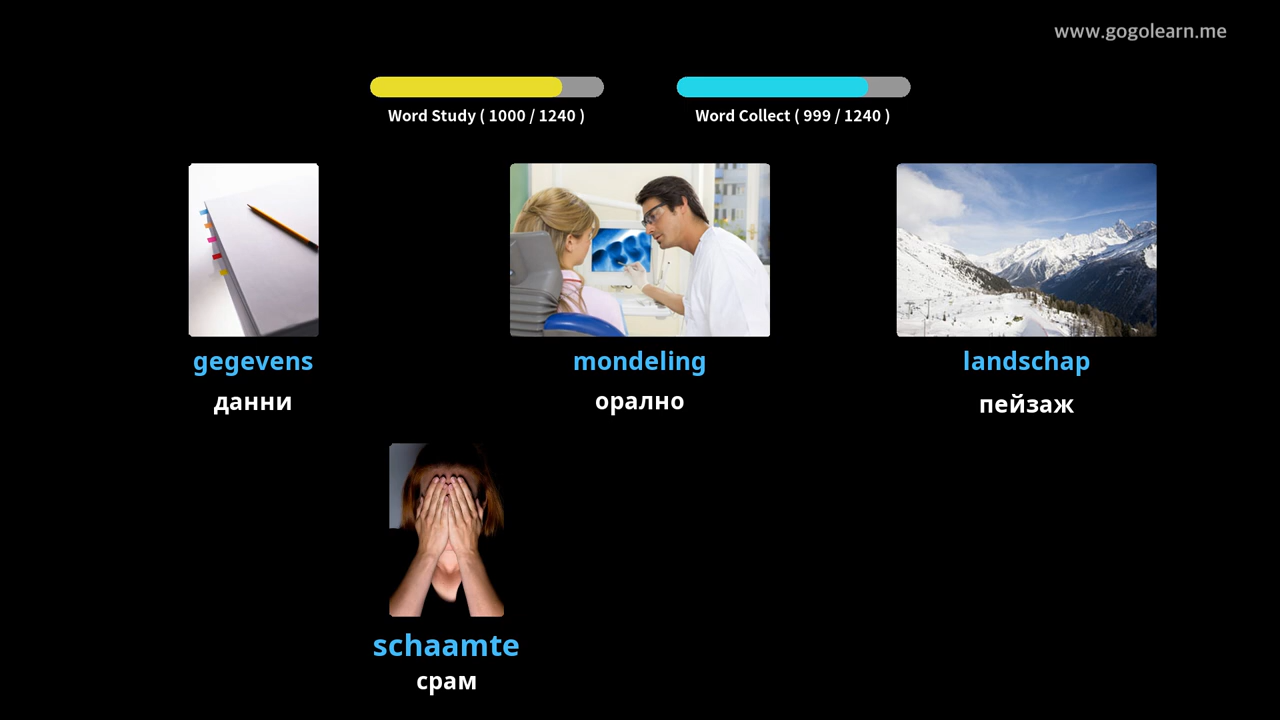 www.gogolearn.me
Word Study ( 1000 / 1240 )
Word Collect ( 999 / 1240 )
gegevens
данни
mondeling
орално
landschap
пейзаж
schaamte
срам